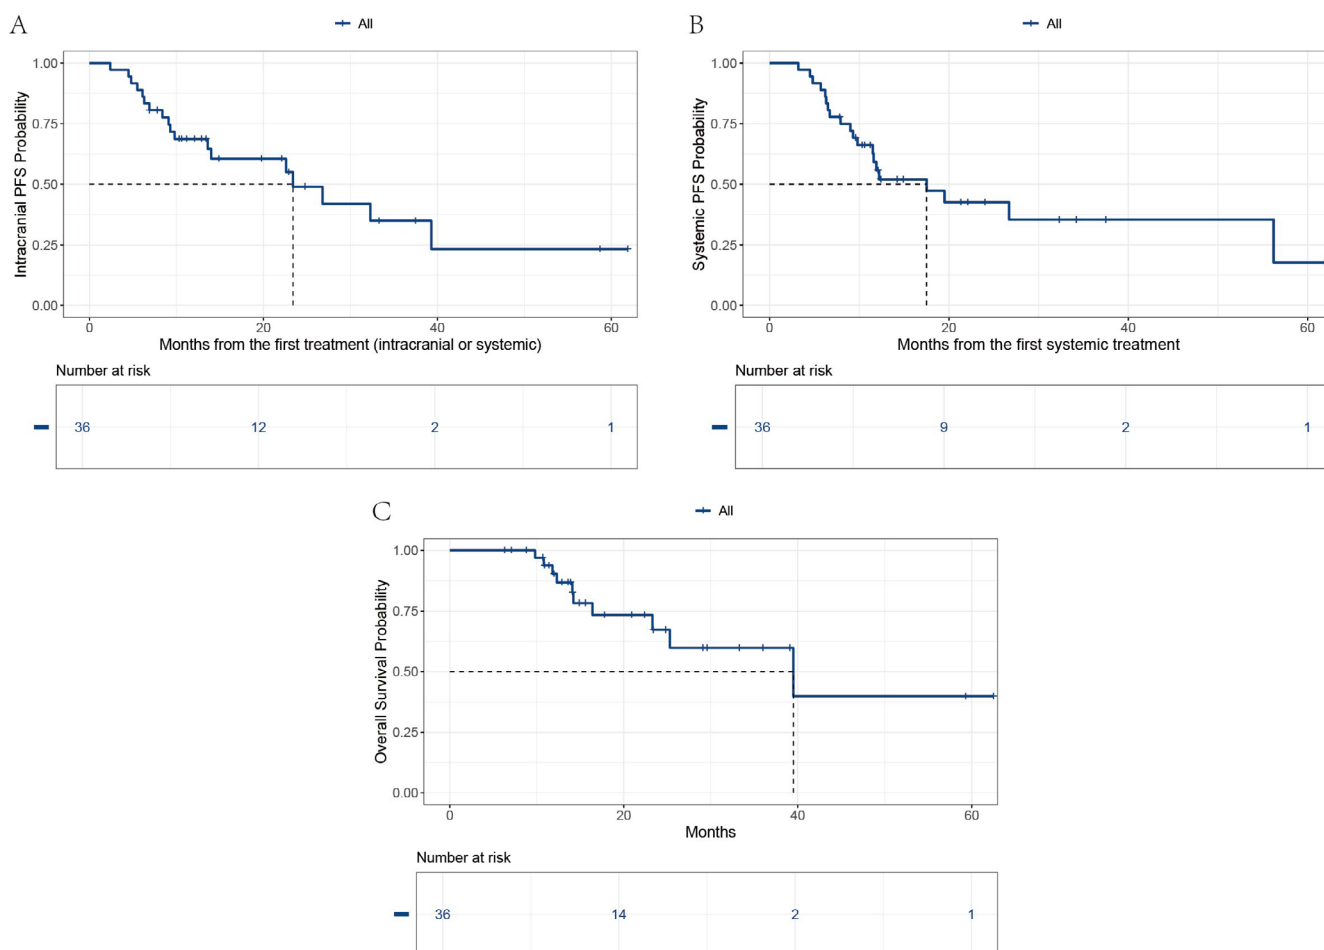 A
All
Intracranial PFS Probability
1.00
0.75
0.50
0.25
0.00
0 20 40 60
Months from the first treatment (intracranial or systemic)
Number at risk
36 12 2 1
B
All
Systemic PFS Probability
1.00
0.75
0.50
0.25
0.00
0 20 40 60
Months from the first systemic treatment
Number at risk
36 9 2 1
C
All
Overall Survival Probability
1.00
0.75
0.50
0.25
0.00
0 20 40 60
Months
Number at risk
36 14 2 1